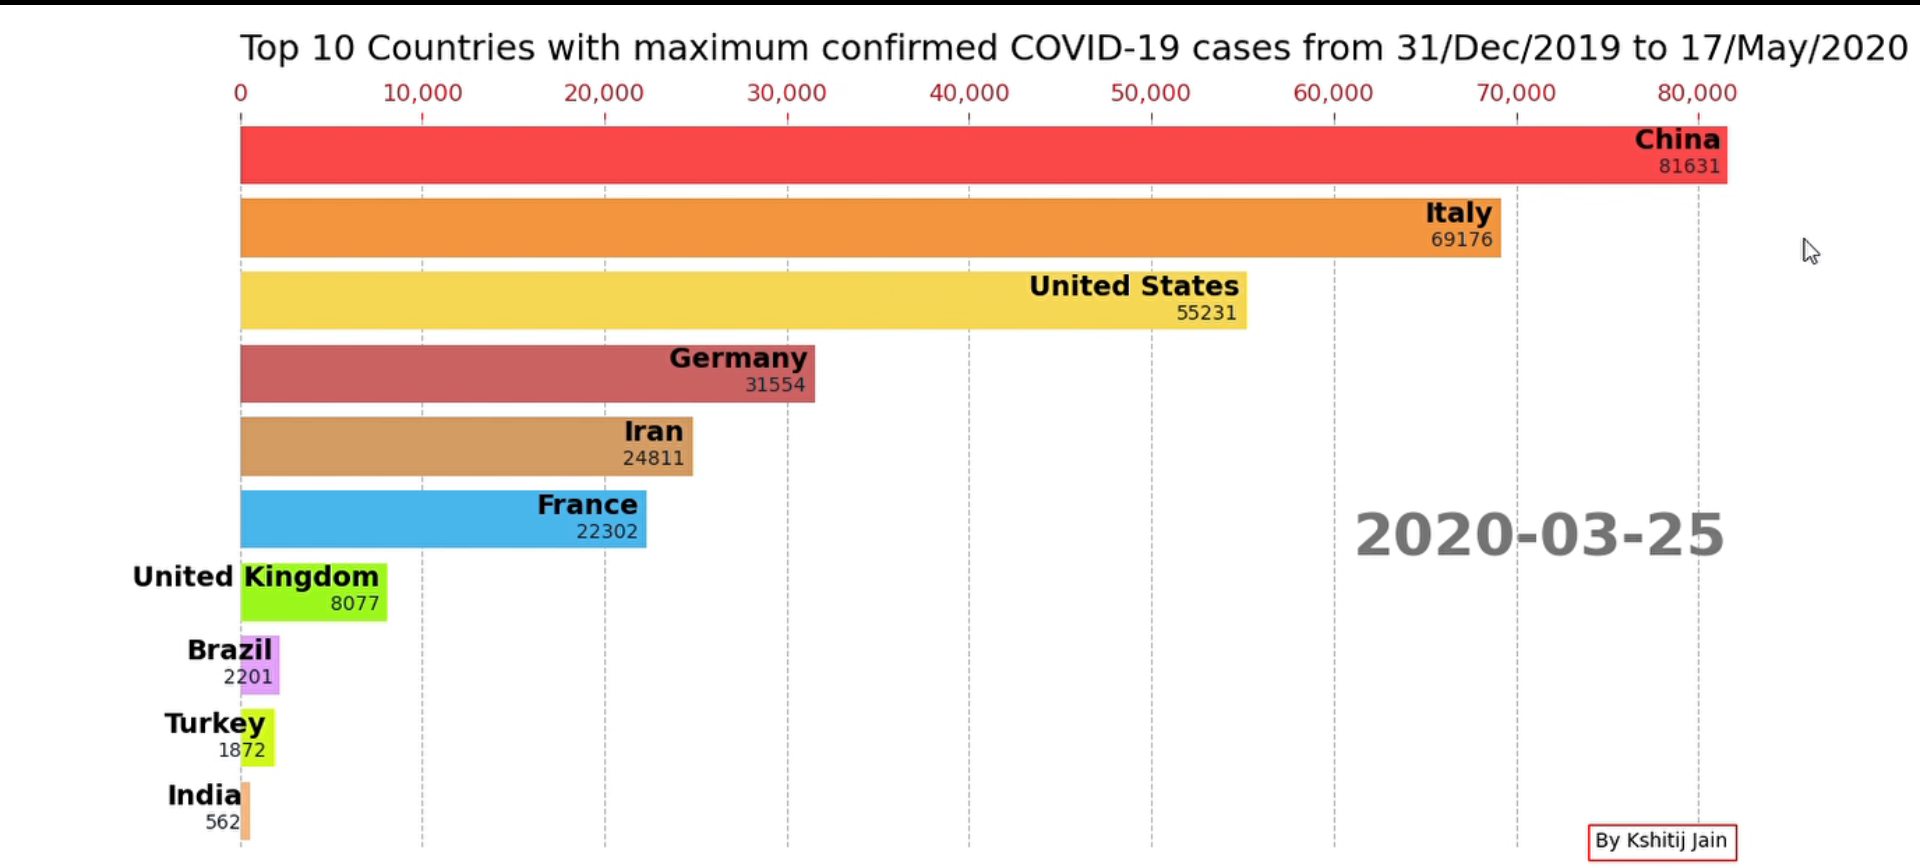 Top 10 Countries with maximum confirmed COVID-19 cases from 31/Dec/2019 to 17/May/2020
0 10,000 20,000 30,000 40,000 50,000 60,000 70,000 80,000
China
81631
Italy
69176
United States
55231
Germany
31554
Iran
24811
France
22302
2020-03-25
United Kingdom
8077
Brazil
2201
Turkey
1872
India
562
By Kshitij Jain